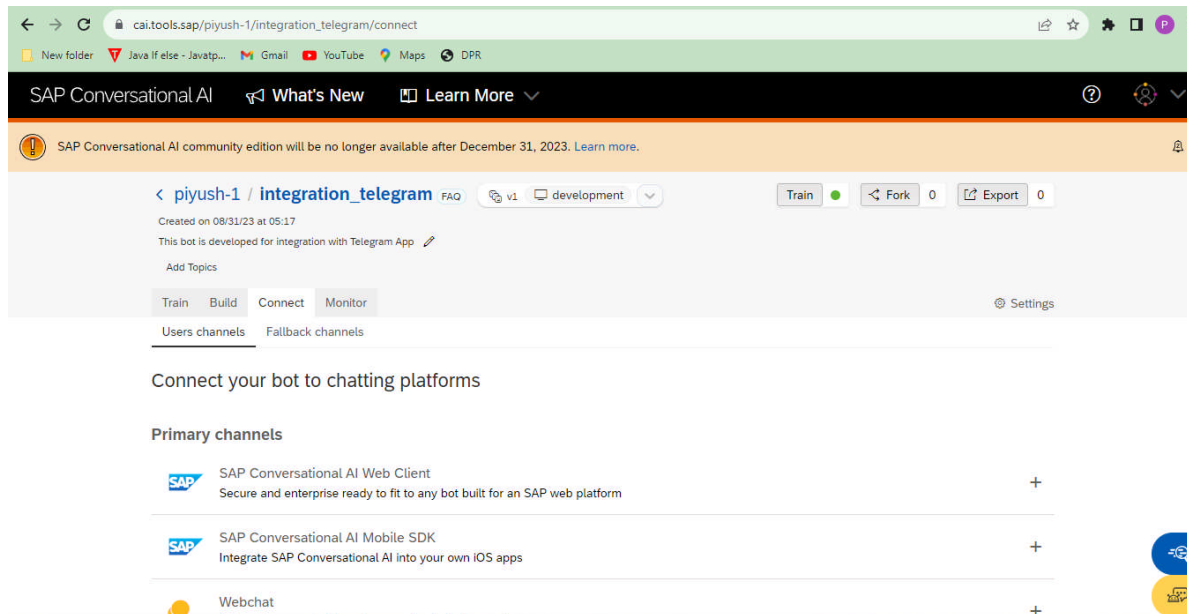 cai.tools.sap/piyush-1/integration_telegram/connect
P
New folder Java If else - Javatp... Gmail YouTube Maps DPR
SAP Conversational AI What's New Learn More
SAP Conversational AI community edition will be no longer available after December 31, 2023. Learn more.
piyush-1 / integration_telegram FAQ v1 development Train Fork 0 Export 0
Created on 08/31/23 at 05:17
This bot is developed for integration with Telegram App
Add Topics
Train Build Connect Monitor Settings
Users channels Fallback channels
Connect your bot to chatting platforms
Primary channels
SAP SAP Conversational AI Web Client
Secure and enterprise ready to fit to any bot built for an SAP web platform
SAP SAP Conversational AI Mobile SDK
Integrate SAP Conversational AI into your own iOS apps
Webchat